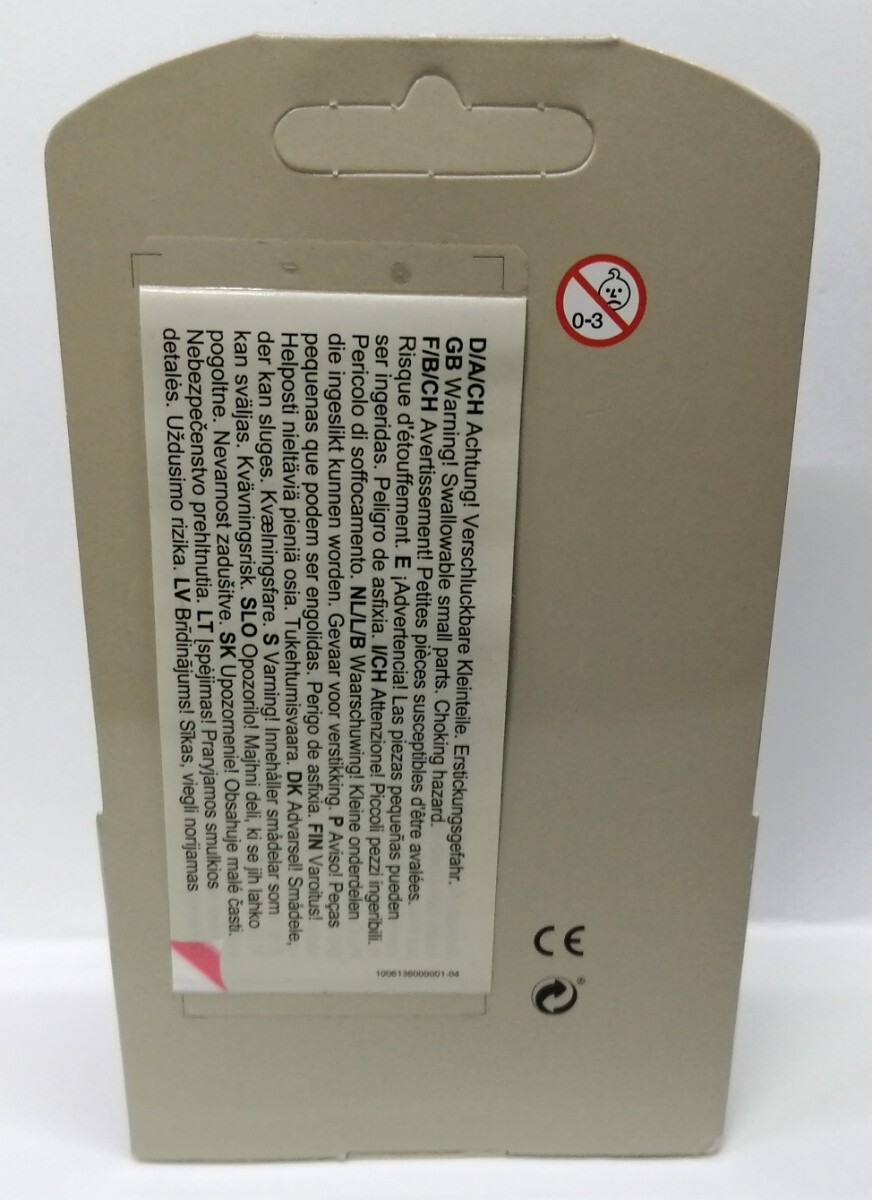 0-3
D/A/CH Achtung! Verschluckbare Kleinteile. Erstickungsgefahr.
GB Warning! Swallowable small parts. Choking hazard.
F/B/CH Avertissement! Petites pièces susceptibles d'être avalées.
Risque d'étouffement. E ¡Advertencia! Las piezas pequeñas pueden
ser ingeridas. Peligro de asfixia. I/CH Attenzione! Piccoli pezzi ingeribili.
Pericolo di soffocamento. NL/L/B Waarschuwing! Kleine onderdelen
die ingeslikt kunnen worden. Gevaar voor verstikking. P Aviso! Peças
pequenas que podem ser engolidas. Perigo de asfixia. FIN Varoitus!
Helposti nieltäviä pieniä osia. Tukehtumisvaara. DK Advarsel! Smådele,
der kan sluges. Kvælningsfare. S Varning! Innehåller smådelar som
kan sväljas. Kvävningsrisk. SLO Opozorilo! Majhni deli, ki se jih lahko
pogoltne. Nevarnost zadušitve. SK Upozornenie! Obsahuje malé časti.
Nebezpečenstvo prehltnutia. LT Įspėjimas! Praryjamos smulkios
detalės. Uždusimo rizika. LV Brīdinājums! Sīkas, viegli norijamas
CE